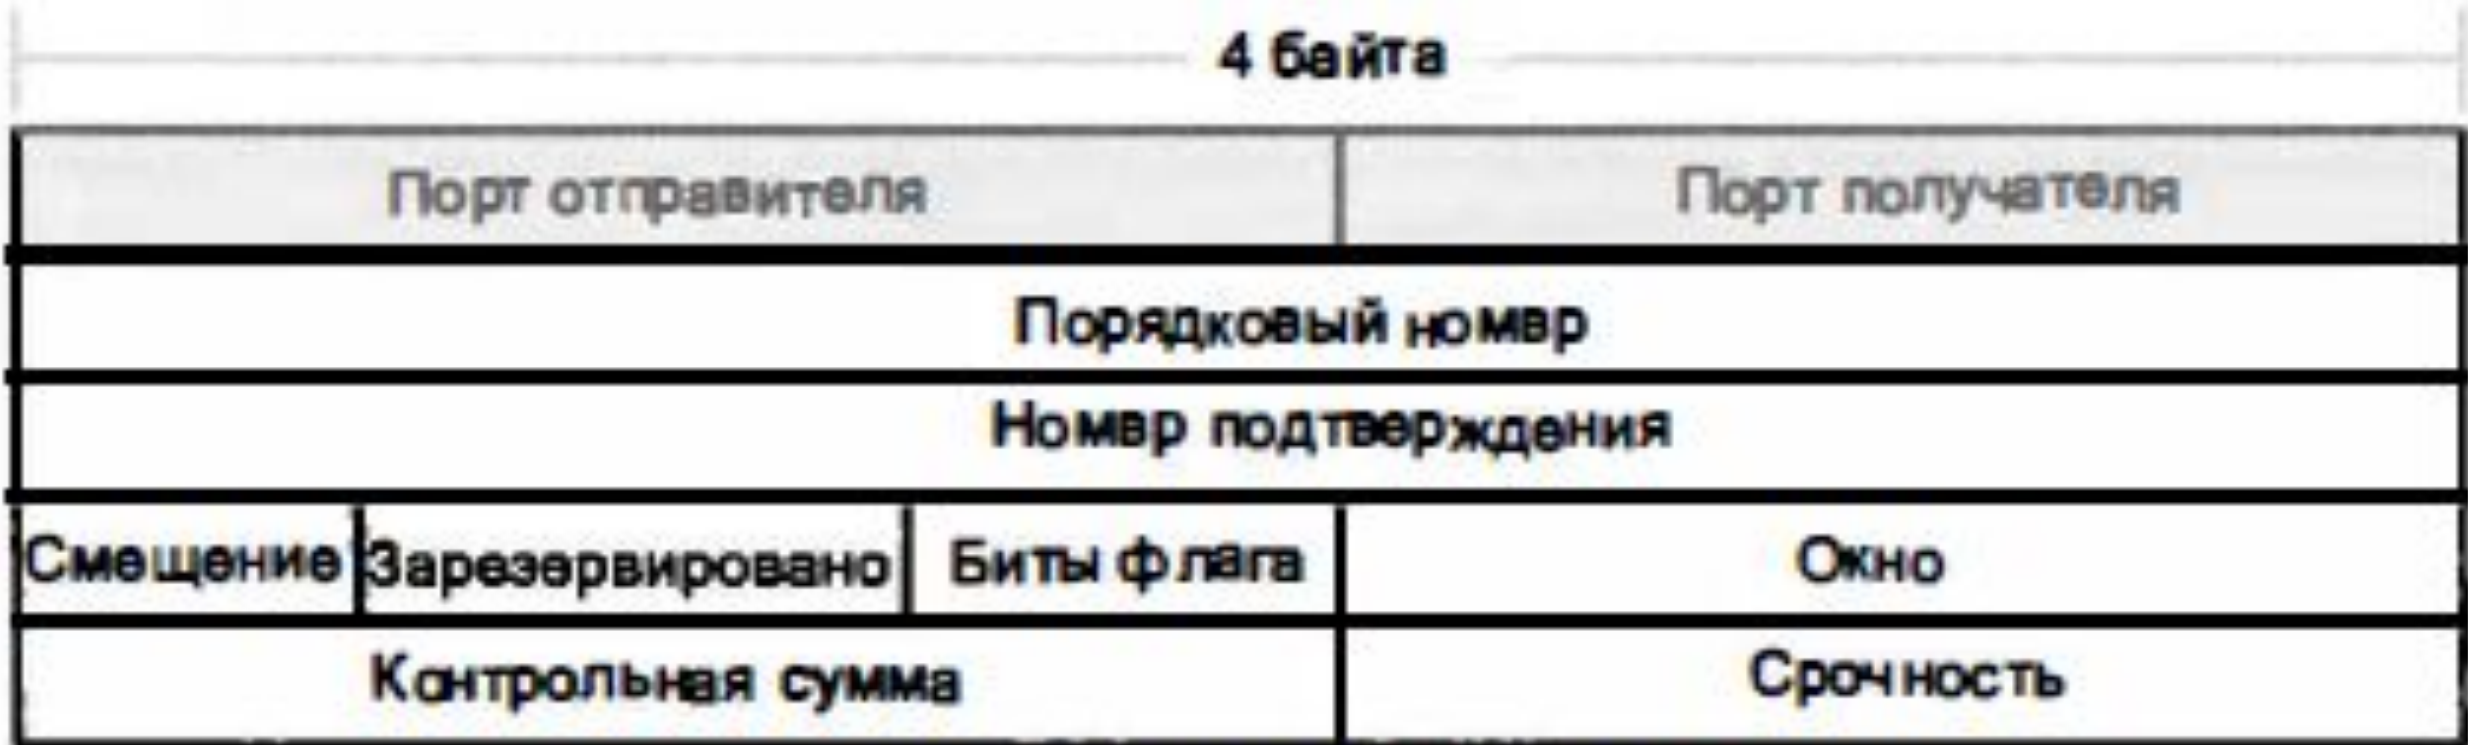 4 байта
Порт отправителя Порт получателя
Порядковый номер
Номер подтверждения
Смещение Зарезервировано Биты флага Окно
Контрольная сумма Срочность